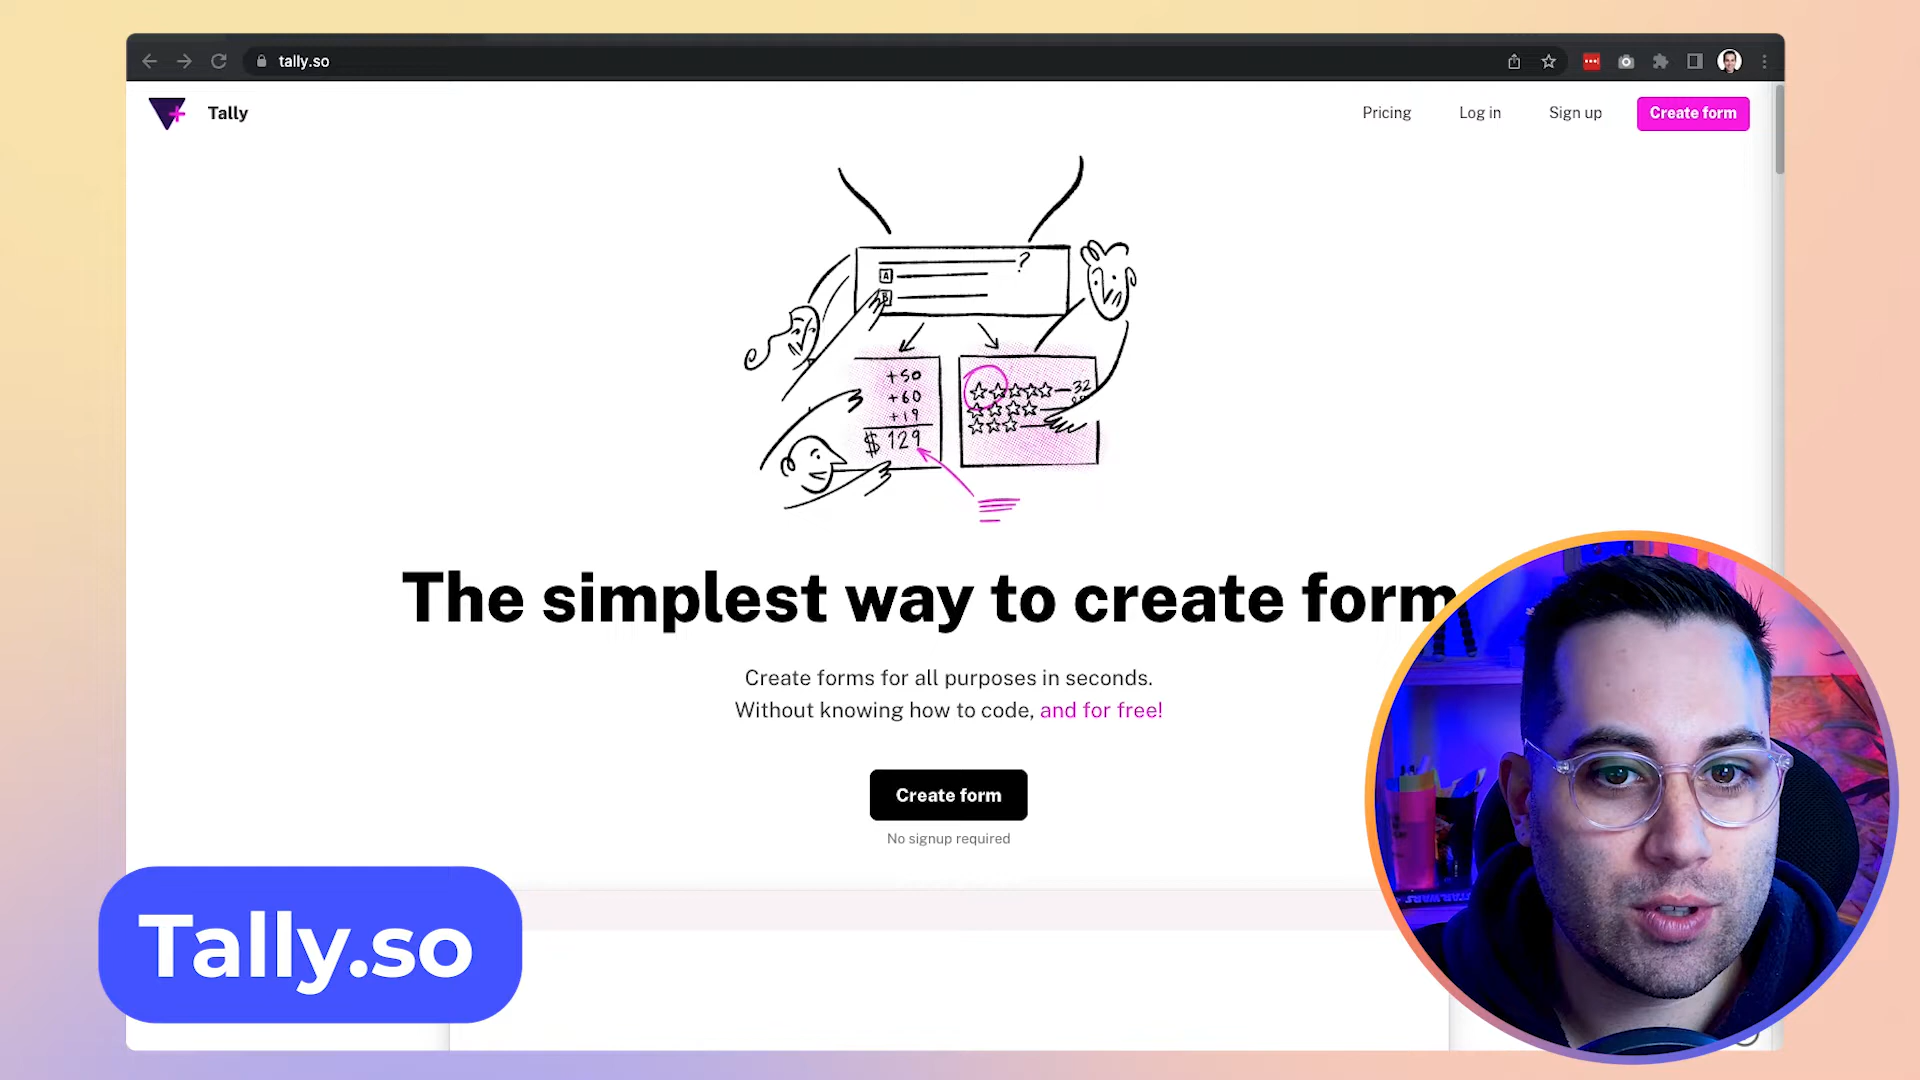 tally.so
Tally
Pricing
Log in
Sign up
Create form
?
A
B
+50
+60
+19
$129
32
The simplest way to create form
Create forms for all purposes in seconds.
Without knowing how to code, and for free!
Create form
No signup required
Tally.so
STAR WARS